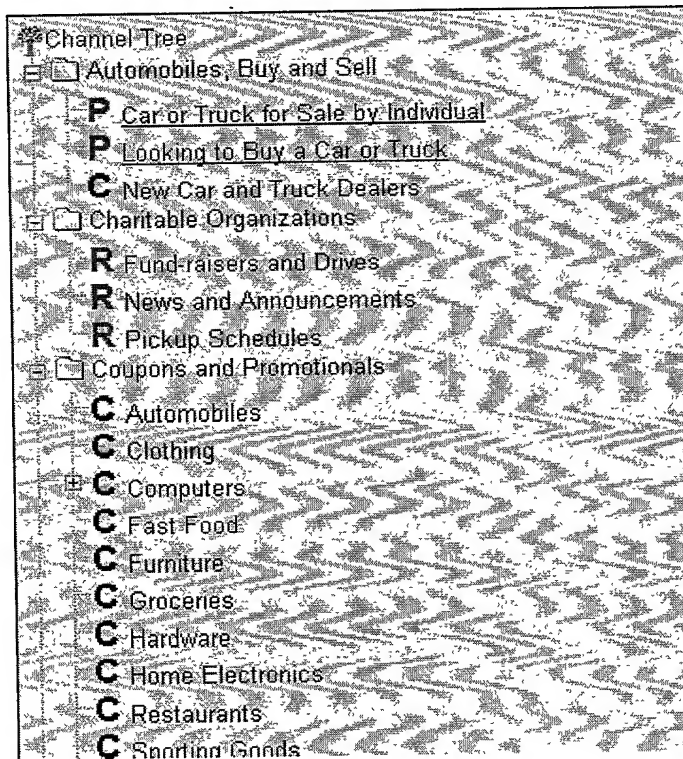 Channel Tree
Automobiles, Buy and Sell
P Car or Truck for Sale by Individual
P Looking to Buy a Car or Truck
C New Car and Truck Dealers
Charitable Organizations
R Fund-raisers and Drives
R News and Announcements
R Pickup Schedules
Coupons and Promotionals
C Automobiles
C Clothing
C Computers
C Fast Food
C Furniture
C Groceries
C Hardware
C Home Electronics
C Restaurants
C Sporting Goods